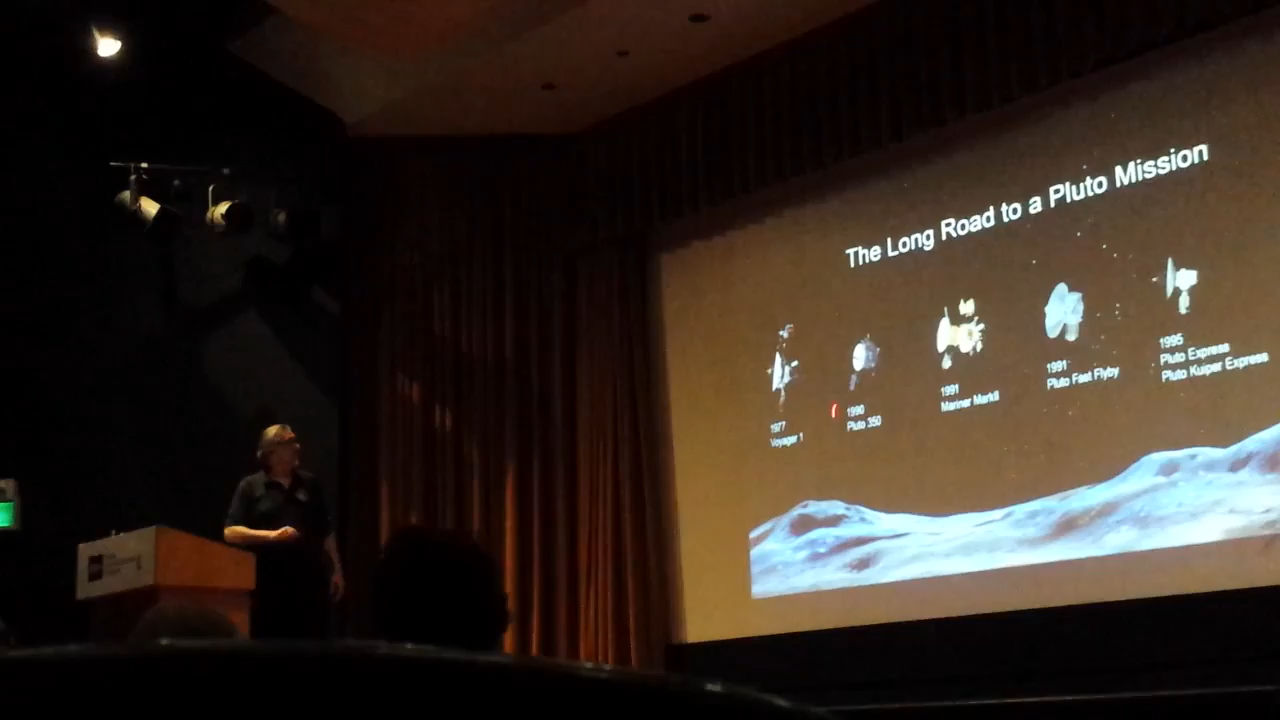 The Long Road to a Pluto Mission
1977
Voyager 1
1990
Pluto 350
1991
Mariner MarkII
1991
Pluto Fast Flyby
1995
Pluto Express
Pluto Kuiper Express